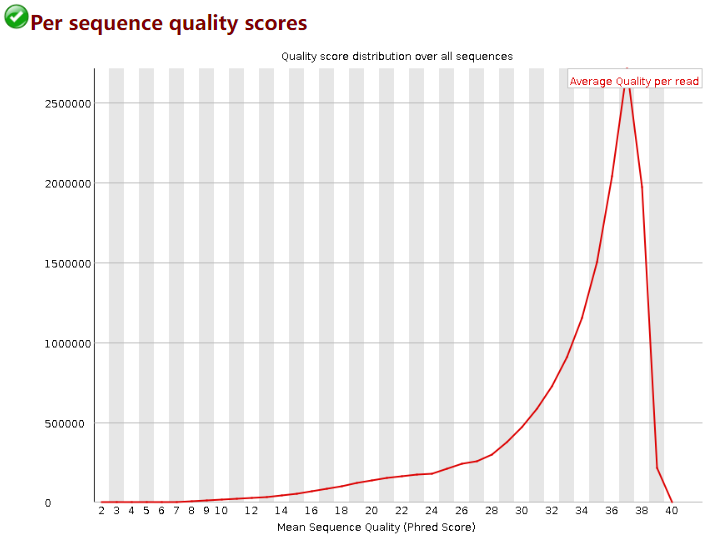 Per sequence quality scores
Quality score distribution over all sequences
Average Quality per read
2500000
2000000
1500000
1000000
500000
0
2 3 4 5 6 7 8 9 10 12 14 16 18 20 22 24 26 28 30 32 34 36 38 40
Mean Sequence Quality (Phred Score)